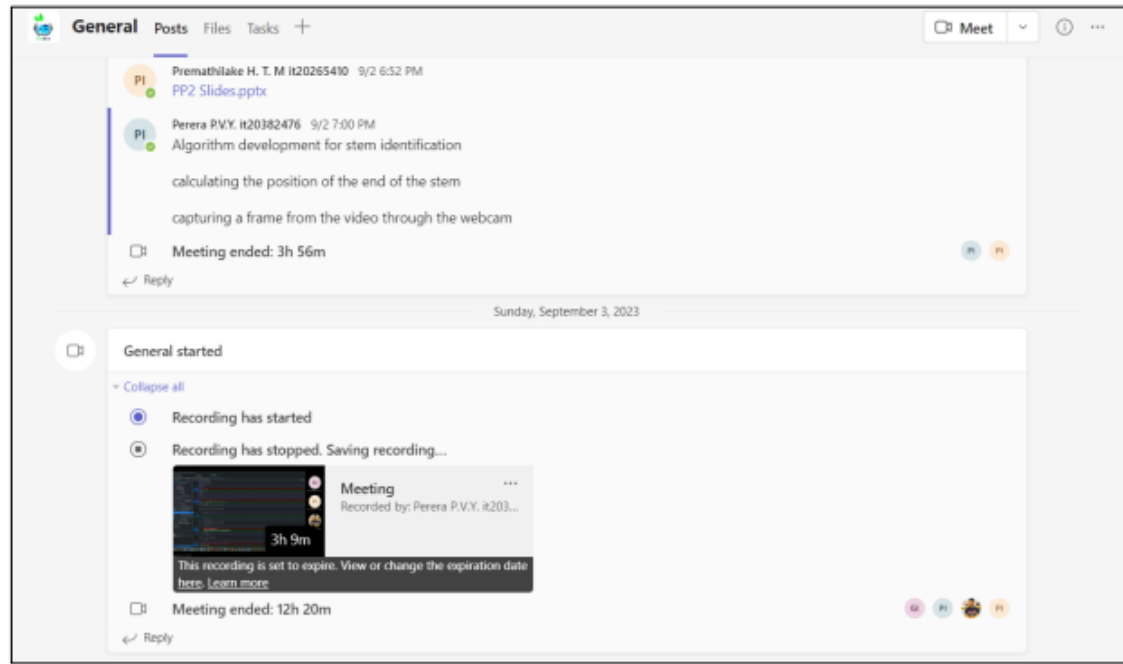 General Posts Files Tasks
Meet
PI
Premathilake H. T. M it20265410 9/2 6:52 PM
PP2 Slides.pptx
PI
Perera P.V.Y. it20382476 9/2 7:00 PM
Algorithm development for stem identification
calculating the position of the end of the stem
capturing a frame from the video through the webcam
Meeting ended: 3h 56m
PI PI
Reply
Sunday, September 3, 2023
General started
Collapse all
Recording has started
Recording has stopped. Saving recording...
Meeting
Recorded by: Perera P.V.Y. it203...
3h 9m
This recording is set to expire. View or change the expiration date
here. Learn more
Meeting ended: 12h 20m
GI PI PI
Reply